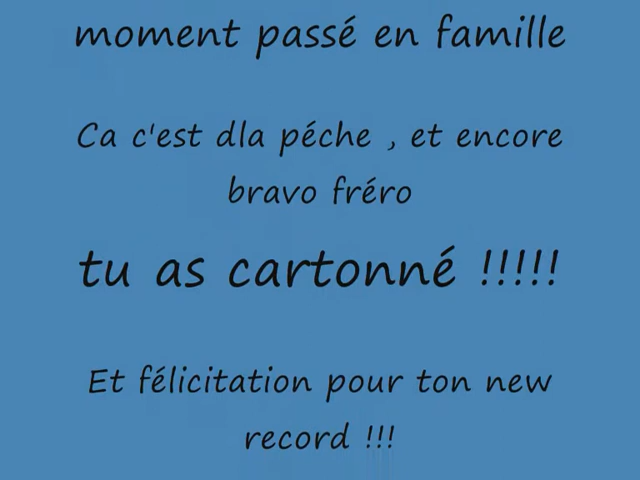 moment passé en famille
Ca c'est dla péche , et encore
bravo fréro
tu as cartonné !!!!!
Et félicitation pour ton new
record !!!